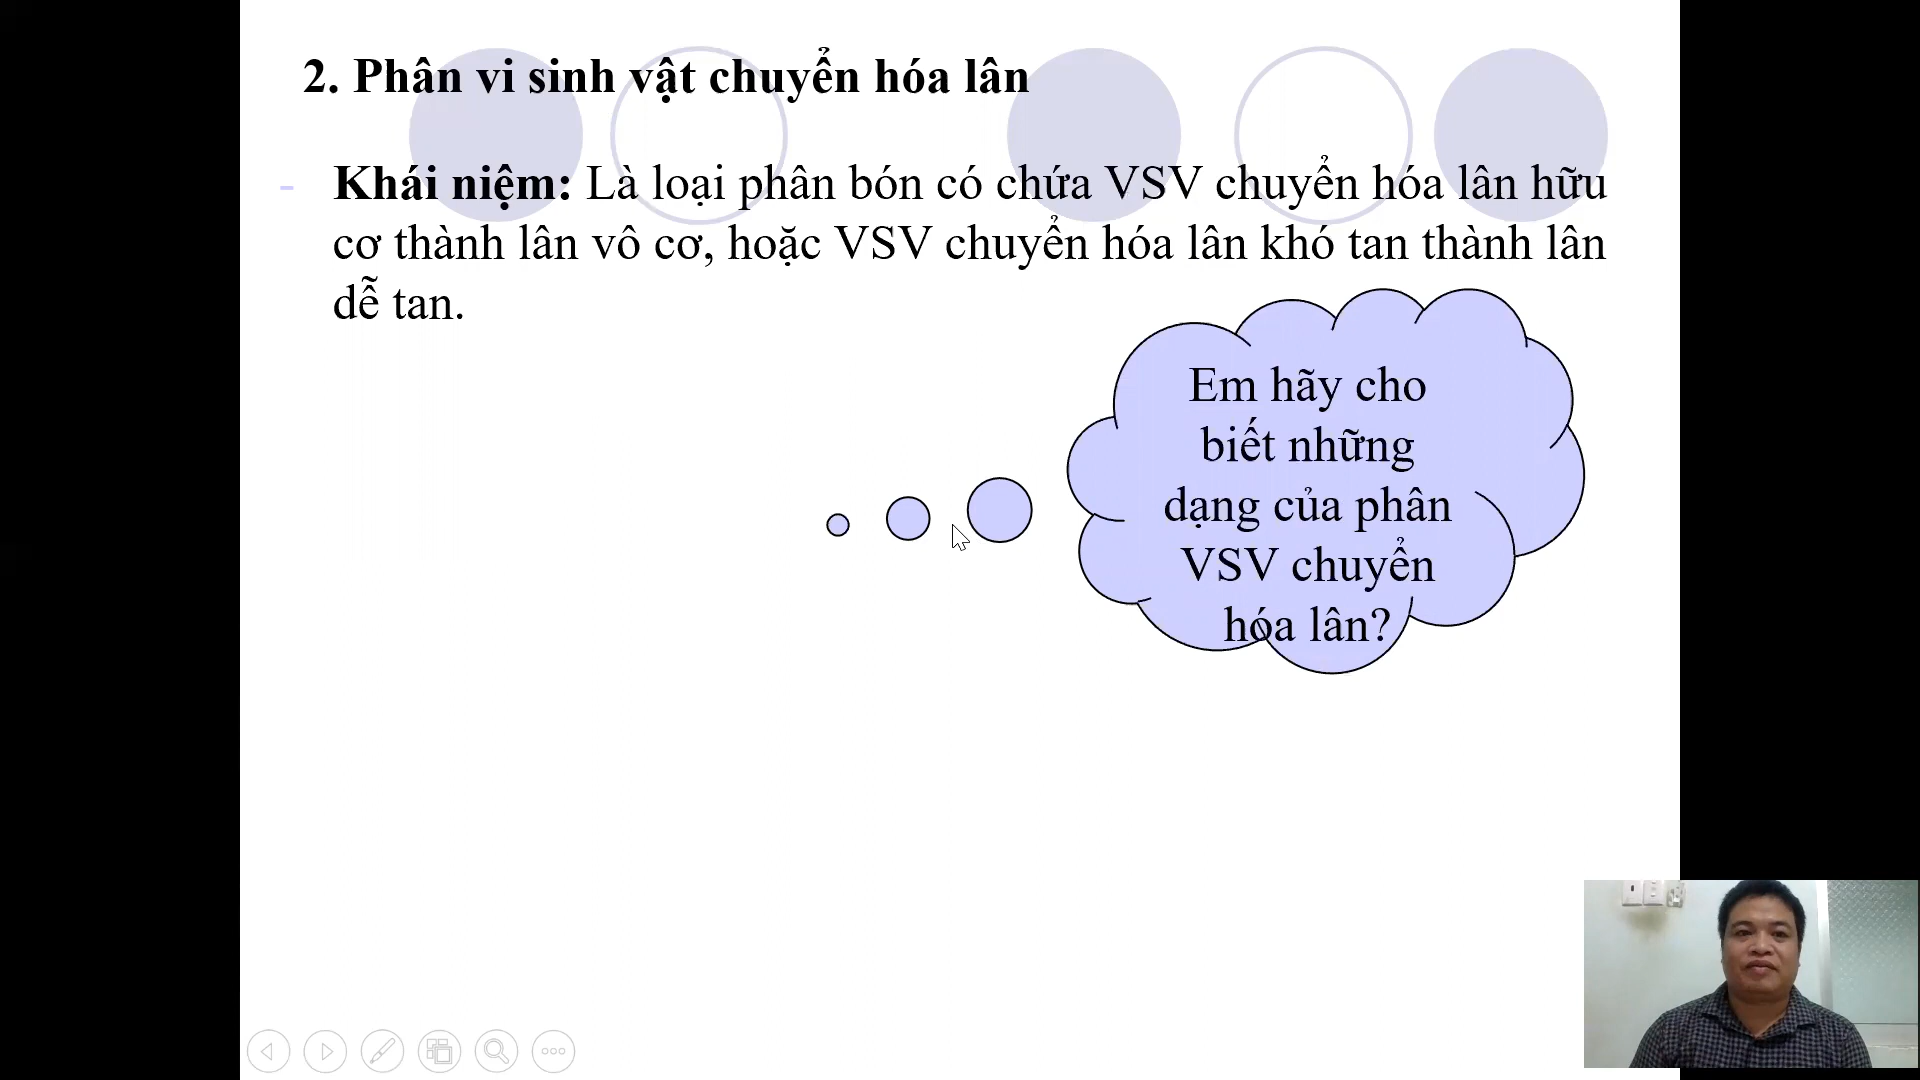 2. Phân vi sinh vật chuyển hóa lân
- Khái niệm: Là loại phân bón có chứa VSV chuyển hóa lân hữu
cơ thành lân vô cơ, hoặc VSV chuyển hóa lân khó tan thành lân
dễ tan.
Em hãy cho
biết những
dạng của phân
VSV chuyển
hóa lân?